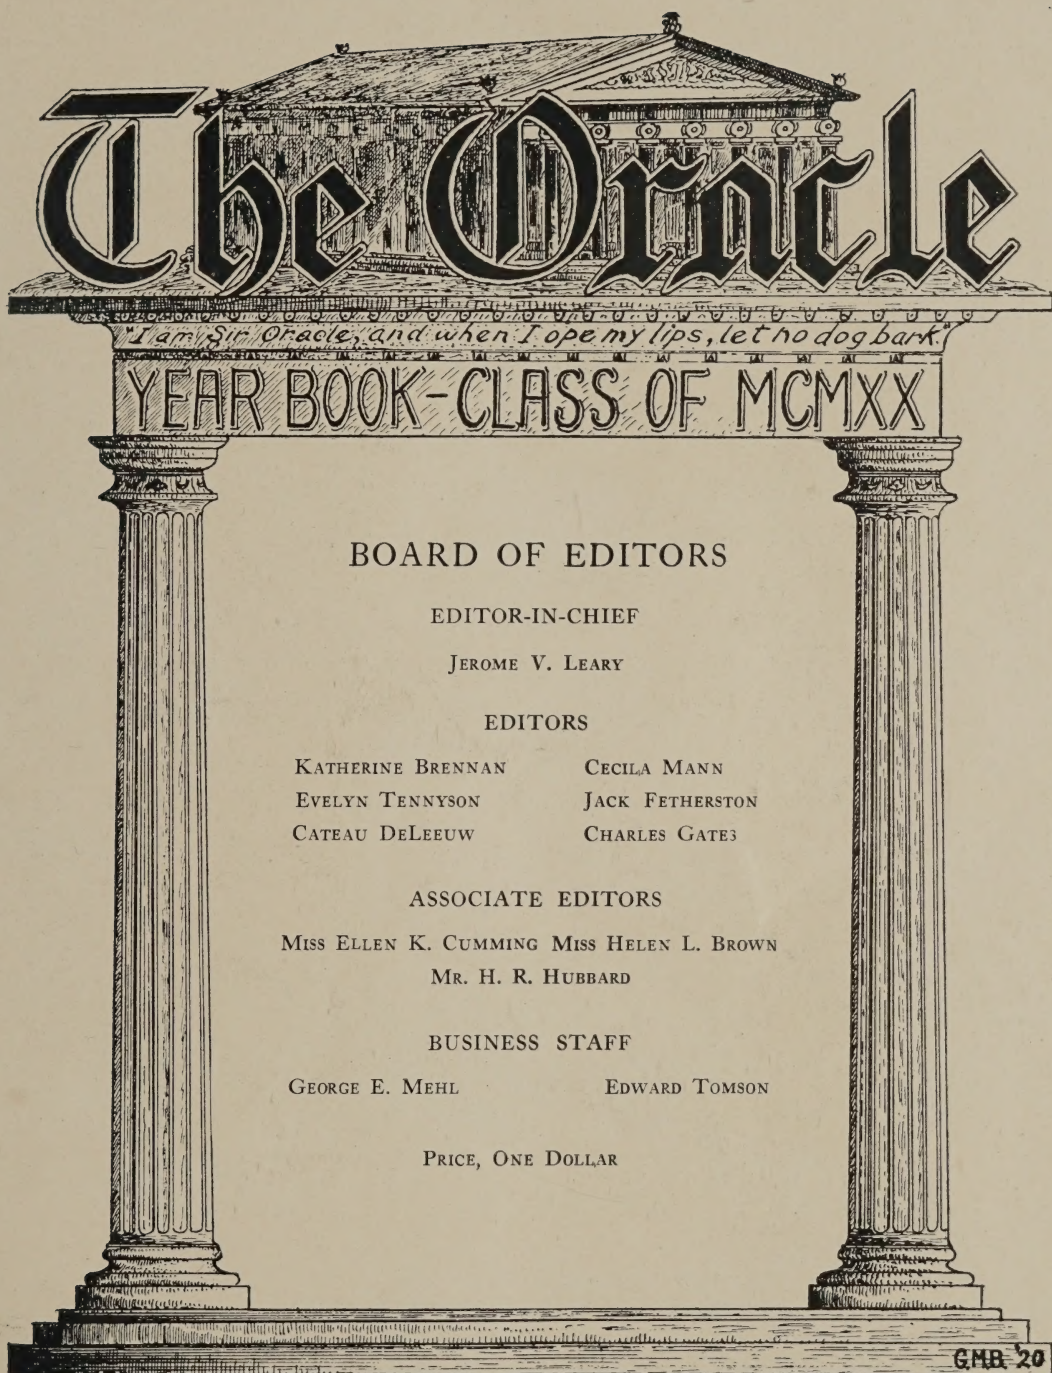 The Oracle
"I am Sir Oracle, and when I ope my lips, let no dog bark."
YEAR BOOK-CLASS OF MCMXX
BOARD OF EDITORS
EDITOR-IN-CHIEF
JEROME V. LEARY
EDITORS
KATHERINE BRENNAN CECILA MANN
EVELYN TENNYSON JACK FETHERSTON
CATEAU DELEEUW CHARLES GATES
ASSOCIATE EDITORS
MISS ELLEN K. CUMMING MISS HELEN L. BROWN
MR. H. R. HUBBARD
BUSINESS STAFF
GEORGE E. MEHL EDWARD TOMSON
PRICE, ONE DOLLAR
G.M.B. '20